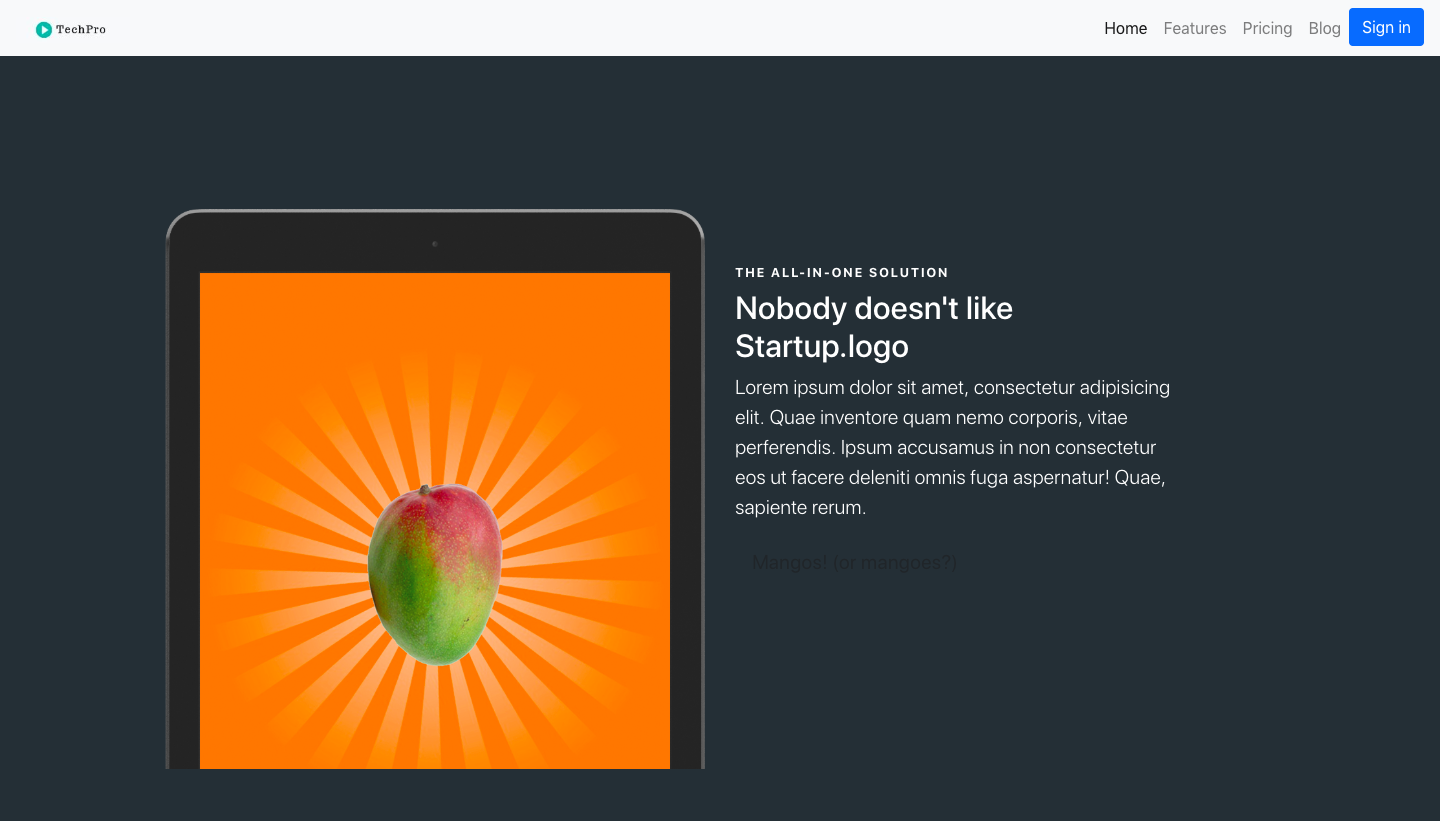 TechPro
Home Features Pricing Blog Sign in
THE ALL-IN-ONE SOLUTION
Nobody doesn't like
Startup.logo
Lorem ipsum dolor sit amet, consectetur adipisicing
elit. Quae inventore quam nemo corporis, vitae
perferendis. Ipsum accusamus in non consectetur
eos ut facere deleniti omnis fuga aspernatur! Quae,
sapiente rerum.
Mangos! (or mangoes?)